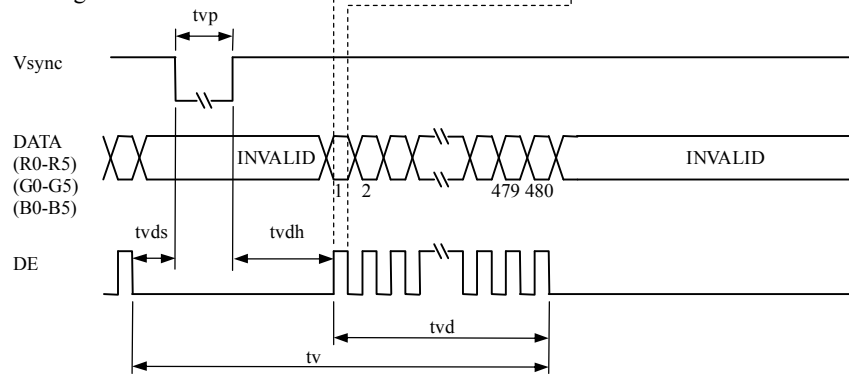 tvp
Vsync
DATA
(R0-R5)
(G0-G5)
(B0-B5)
INVALID
INVALID
1 2 479 480
tvds
tvdh
DE
tvd
tv